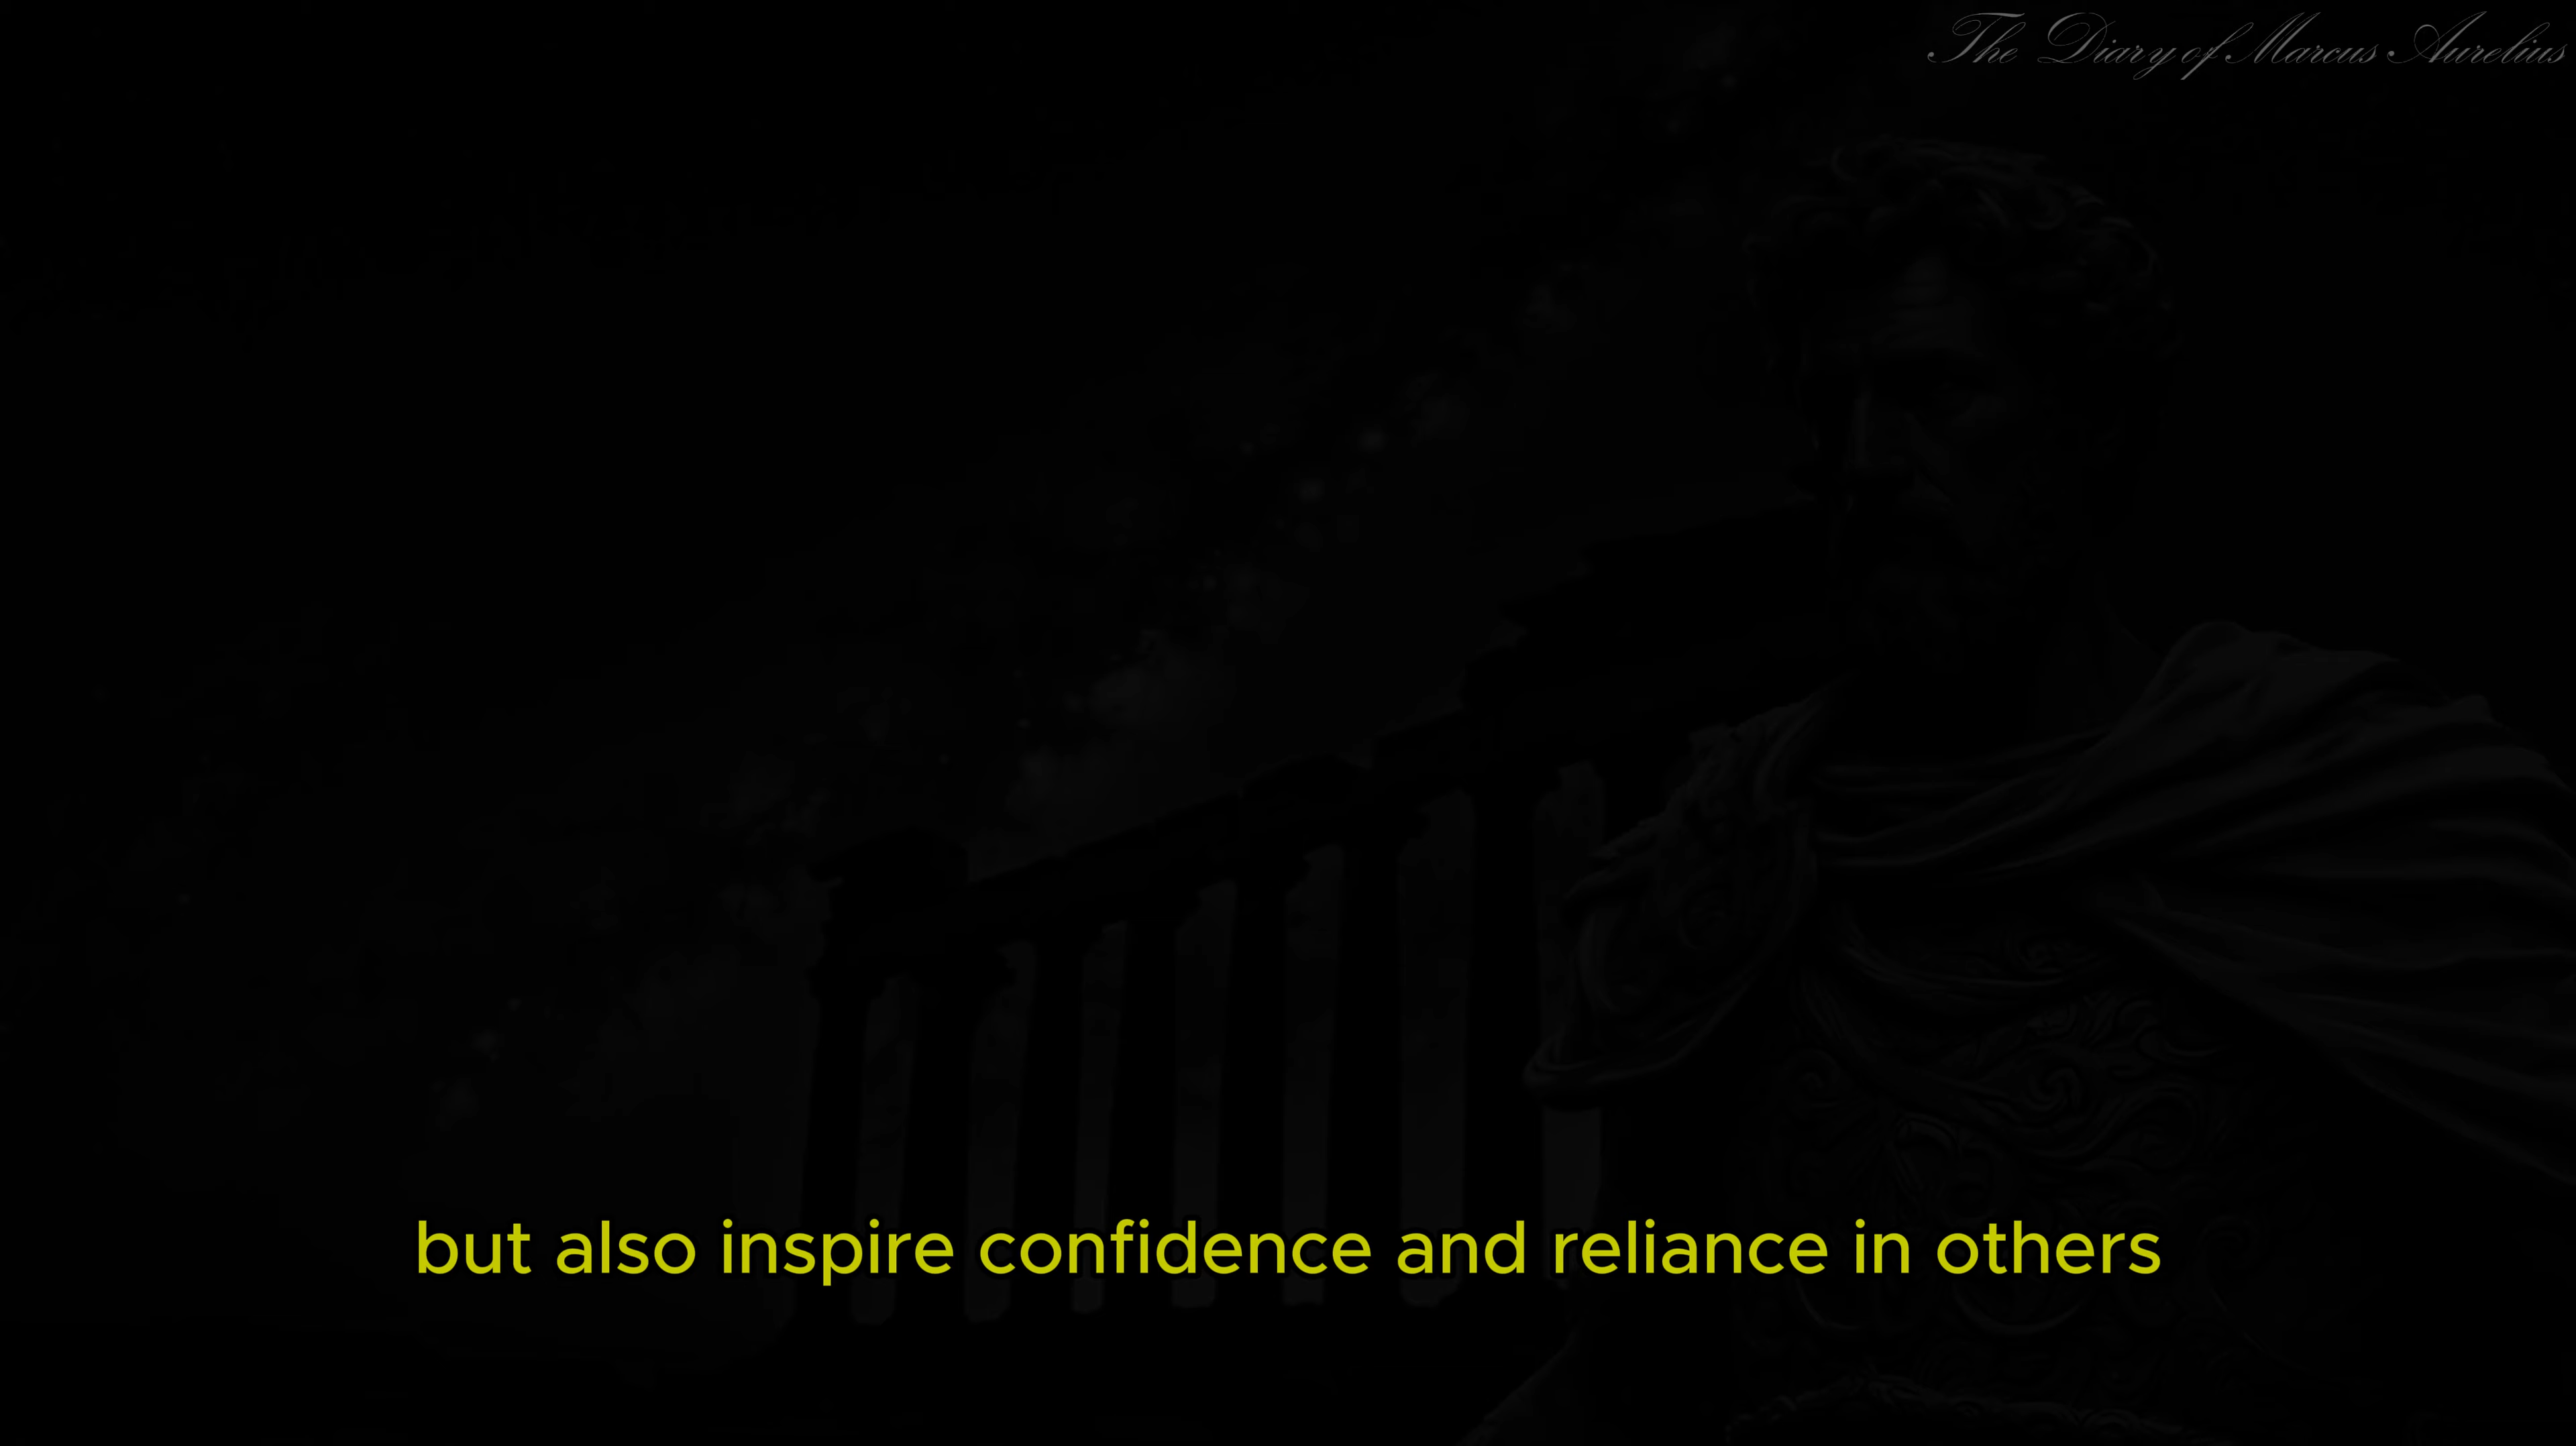 The Diary of Marcus Aurelius
but also inspire confidence and reliance in others